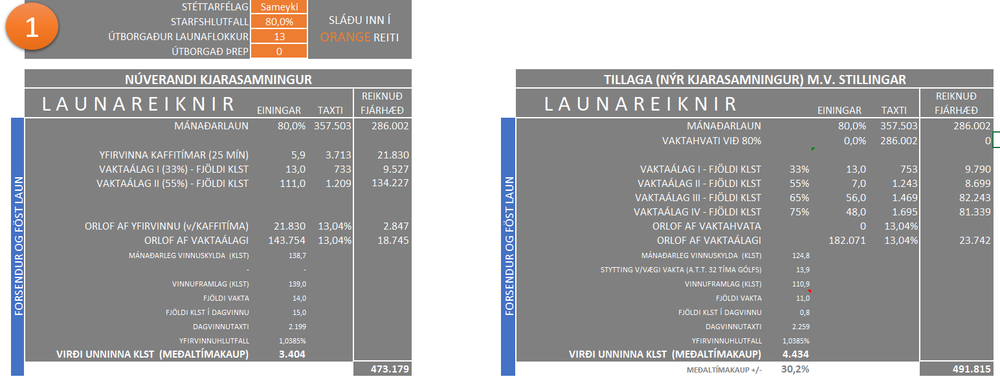 1
STÉTTARFÉLAG Sameyki
STARFSHLUTFALL 80,0%
ÚTBORGAÐUR LAUNAFLOKKUR 13
ÚTBORGAÐ ÞREP 0
SLÁÐU INN Í
ORANGE REITI
NÚVERANDI KJARASAMNINGUR
LAUNAREIKNIR EININGAR TAXTI REIKNUÐ FJÁRHÆÐ
FORSENDUR OG FÖST LAUN
MÁNAÐARLAUN 80,0% 357.503 286.002
YFIRVINNA KAFFITÍMAR (25 MÍN) 5,9 3.713 21.830
VAKTAÁLAG I (33%) - FJÖLDI KLST 13,0 733 9.527
VAKTAÁLAG II (55%) - FJÖLDI KLST 111,0 1.209 134.227
ORLOF AF YFIRVINNU (v/KAFFITÍMA) 21.830 13,04% 2.847
ORLOF AF VAKTAÁLAGI 143.754 13,04% 18.745
MÁNAÐARLEG VINNUSKYLDA (KLST) 138,7
- -
VINNUFRAMLAG (KLST) 139,0
FJÖLDI VAKTA 14,0
FJÖLDI KLST Í DAGVINNU 15,0
DAGVINNUTAXTI 2.199
YFIRVINNUHLUTFALL 1,0385%
VIRÐI UNNINNA KLST (MEÐALTÍMAKAUP) 3.404
473.179
TILLAGA (NÝR KJARASAMNINGUR) M.V. STILLINGAR
LAUNAREIKNIR EININGAR TAXTI REIKNUÐ FJÁRHÆÐ
FORSENDUR OG FÖST LAUN
MÁNAÐARLAUN 80,0% 357.503 286.002
VAKTAHVATI VIÐ 80% 0,0% 286.002 0
VAKTAÁLAG I - FJÖLDI KLST 33% 13,0 753 9.790
VAKTAÁLAG II - FJÖLDI KLST 55% 7,0 1.243 8.699
VAKTAÁLAG III - FJÖLDI KLST 65% 56,0 1.469 82.243
VAKTAÁLAG IV - FJÖLDI KLST 75% 48,0 1.695 81.339
ORLOF AF VAKTAHVATA 0 13,04%
ORLOF AF VAKTAÁLAGI 182.071 13,04% 23.742
MÁNAÐARLEG VINNUSKYLDA (KLST) 124,8
STYTTING V/VÆGI VAKTA (A.T.T. 32 TÍMA GÓLFS) 13,9
VINNUFRAMLAG (KLST) 110,9
FJÖLDI VAKTA 11,0
FJÖLDI KLST Í DAGVINNU 0,8
DAGVINNUTAXTI 2.259
YFIRVINNUHLUTFALL 1,0385%
VIRÐI UNNINNA KLST (MEÐALTÍMAKAUP) 4.434
MEÐALTÍMAKAUP +/- 30,2% 491.815